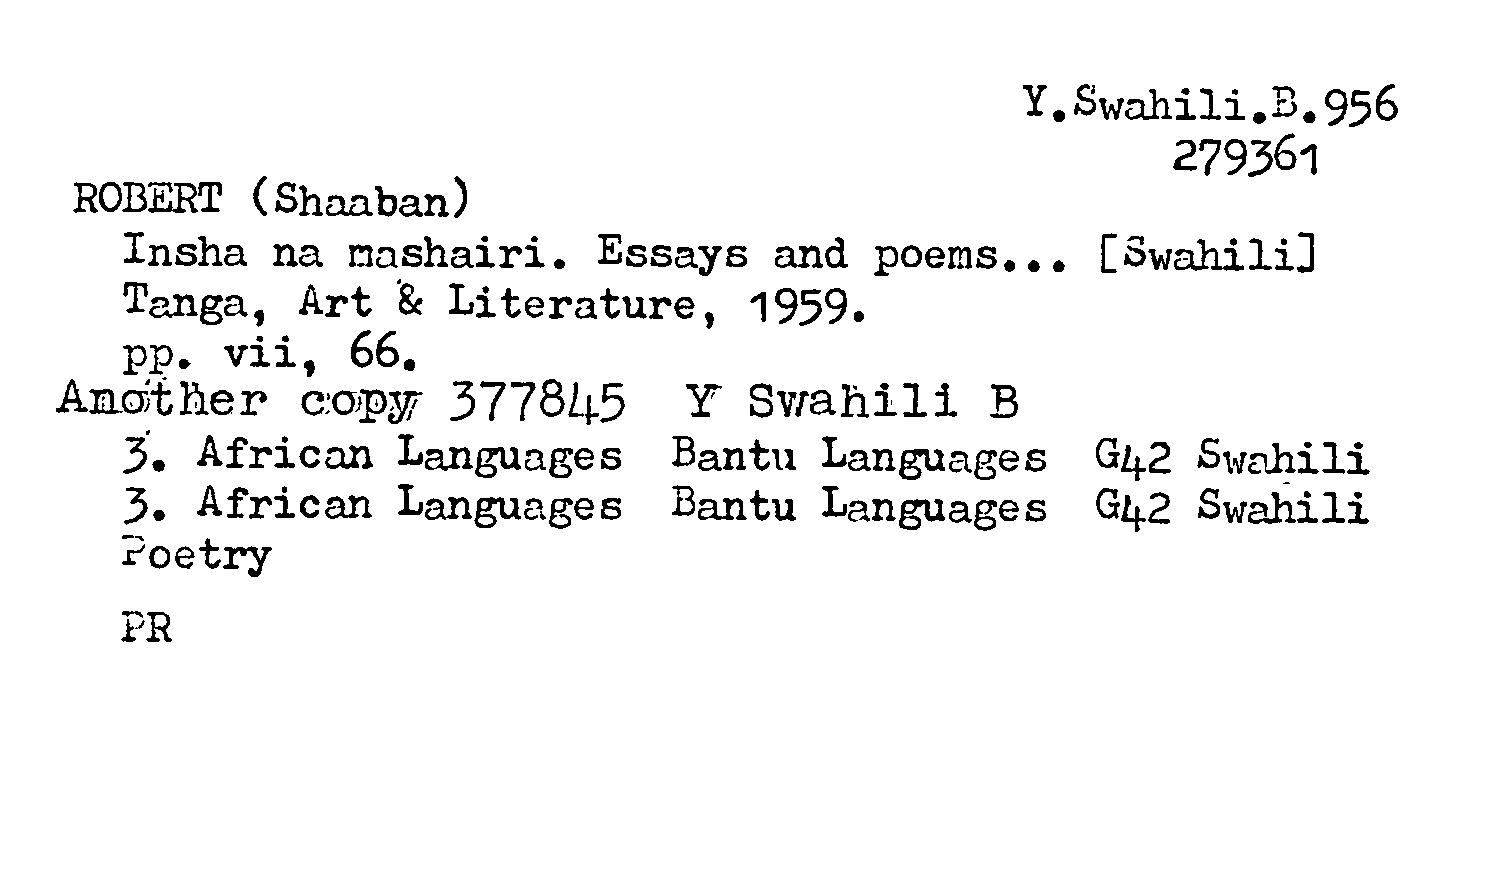 Y.Swahili.B.956
279361
ROBERT (Shaaban)
Insha na mashairi. Essays and poems... [Swahili]
Tanga, Art & Literature, 1959.
pp. vii, 66.
Another copy 377845 Y Swahili B
3. African Languages Bantu Languages G42 Swahili
3. African Languages Bantu Languages G42 Swahili
Poetry
PR